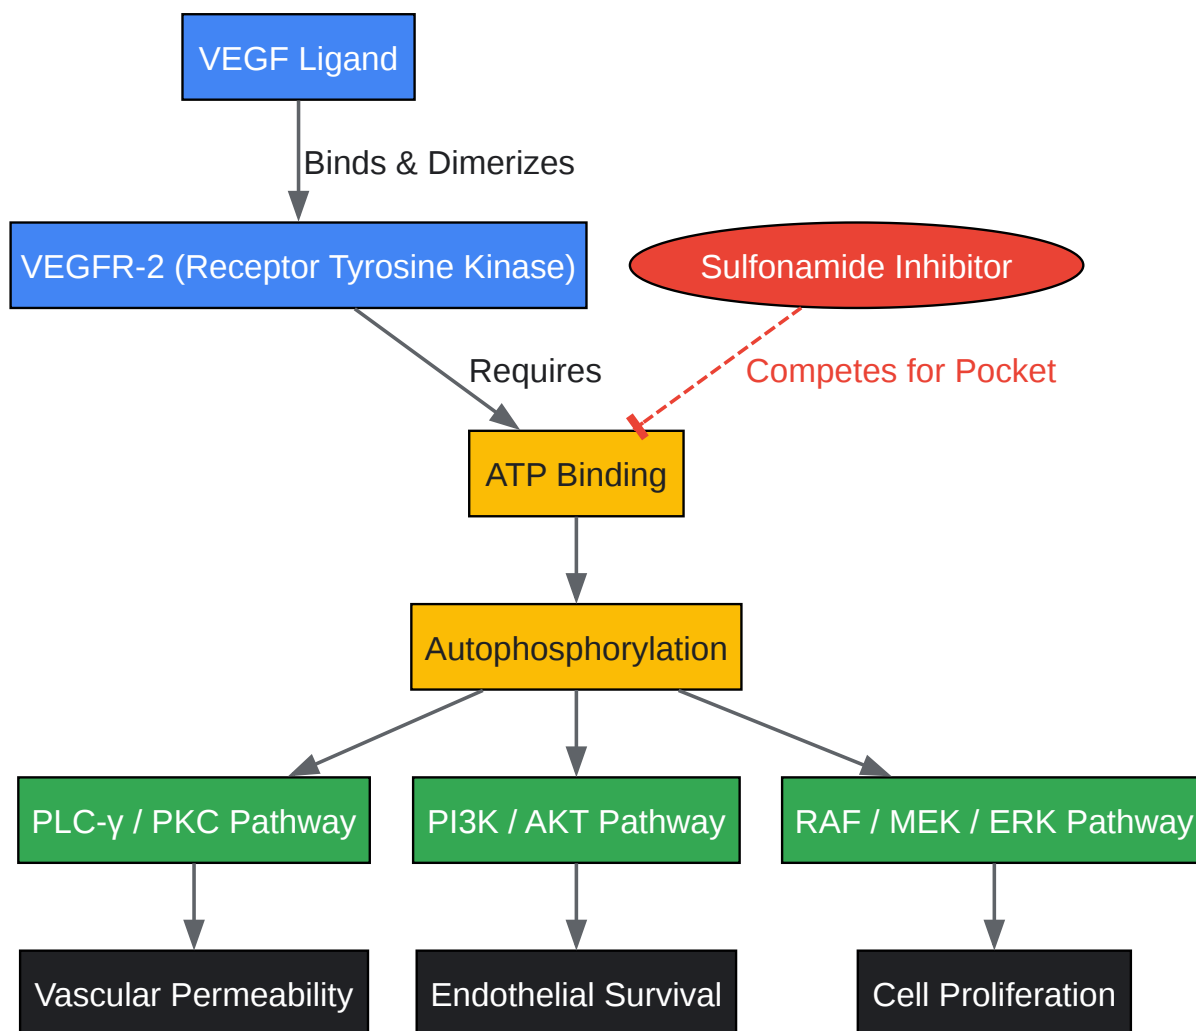 VEGF Ligand
Binds & Dimerizes
VEGFR-2 (Receptor Tyrosine Kinase)
Sulfonamide Inhibitor
Requires
Competes for Pocket
ATP Binding
Autophosphorylation
PLC-γ / PKC Pathway
PI3K / AKT Pathway
RAF / MEK / ERK Pathway
Vascular Permeability
Endothelial Survival
Cell Proliferation